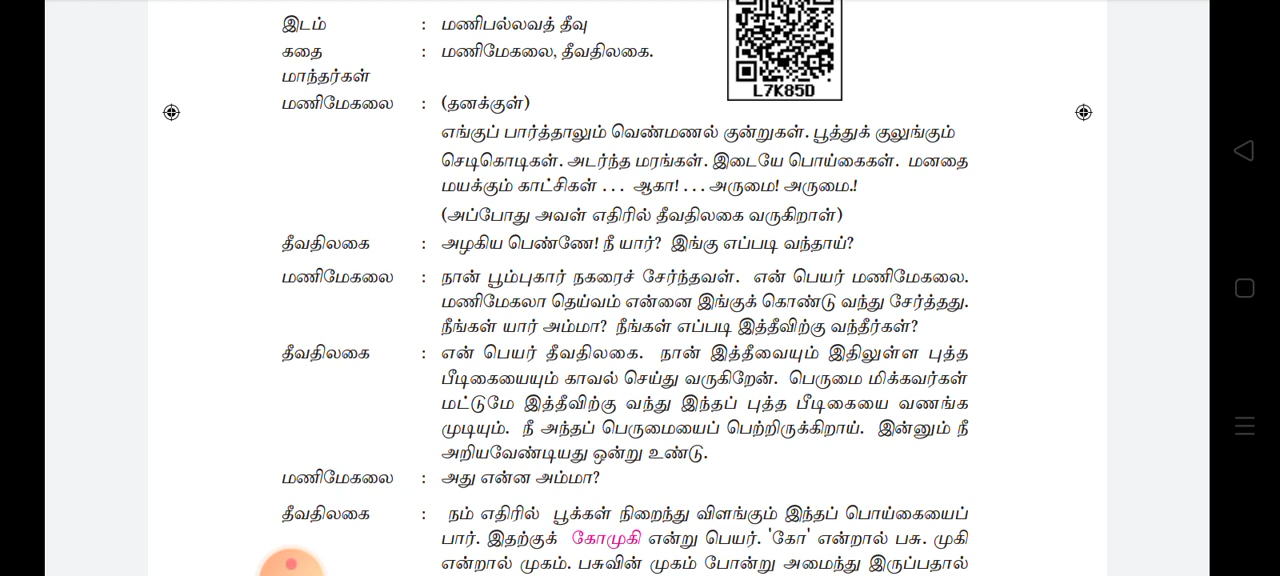 இடம் : மணிபல்லவத் தீவு
கதை : மணிமேகலை, தீவதிலகை.
மாந்தர்கள்
L7K85D
மணிமேகலை : (தனக்குள்)
எங்குப் பார்த்தாலும் வெண்மணல் குன்றுகள். பூத்துக் குலுங்கும்
செடிகொடிகள். அடர்ந்த மரங்கள். இடையே பொய்கைகள். மனதை
மயக்கும் காட்சிகள் ... ஆகா! ... அருமை! அருமை.!
(அப்போது அவள் எதிரில் தீவதிலகை வருகிறாள்)
தீவதிலகை : அழகிய பெண்ணே! நீ யார்? இங்கு எப்படி வந்தாய்?
மணிமேகலை : நான் பூம்புகார் நகரைச் சேர்ந்தவள். என் பெயர் மணிமேகலை.
மணிமேகலா தெய்வம் என்னை இங்குக் கொண்டு வந்து சேர்த்தது.
நீங்கள் யார் அம்மா? நீங்கள் எப்படி இத்தீவிற்கு வந்தீர்கள்?
தீவதிலகை : என் பெயர் தீவதிலகை. நான் இத்தீவையும் இதிலுள்ள புத்த
பீடிகையையும் காவல் செய்து வருகிறேன். பெருமை மிக்கவர்கள்
மட்டுமே இத்தீவிற்கு வந்து இந்தப் புத்த பீடிகையை வணங்க
முடியும். நீ அந்தப் பெருமையைப் பெற்றிருக்கிறாய். இன்னும் நீ
அறியவேண்டியது ஒன்று உண்டு.
மணிமேகலை : அது என்ன அம்மா?
தீவதிலகை : நம் எதிரில் பூக்கள் நிறைந்து விளங்கும் இந்தப் பொய்கையைப்
பார். இதற்குக் கோமுகி என்று பெயர். 'கோ' என்றால் பசு. முகி
என்றால் முகம். பசுவின் முகம் போன்று அமைந்து இருப்பதால்